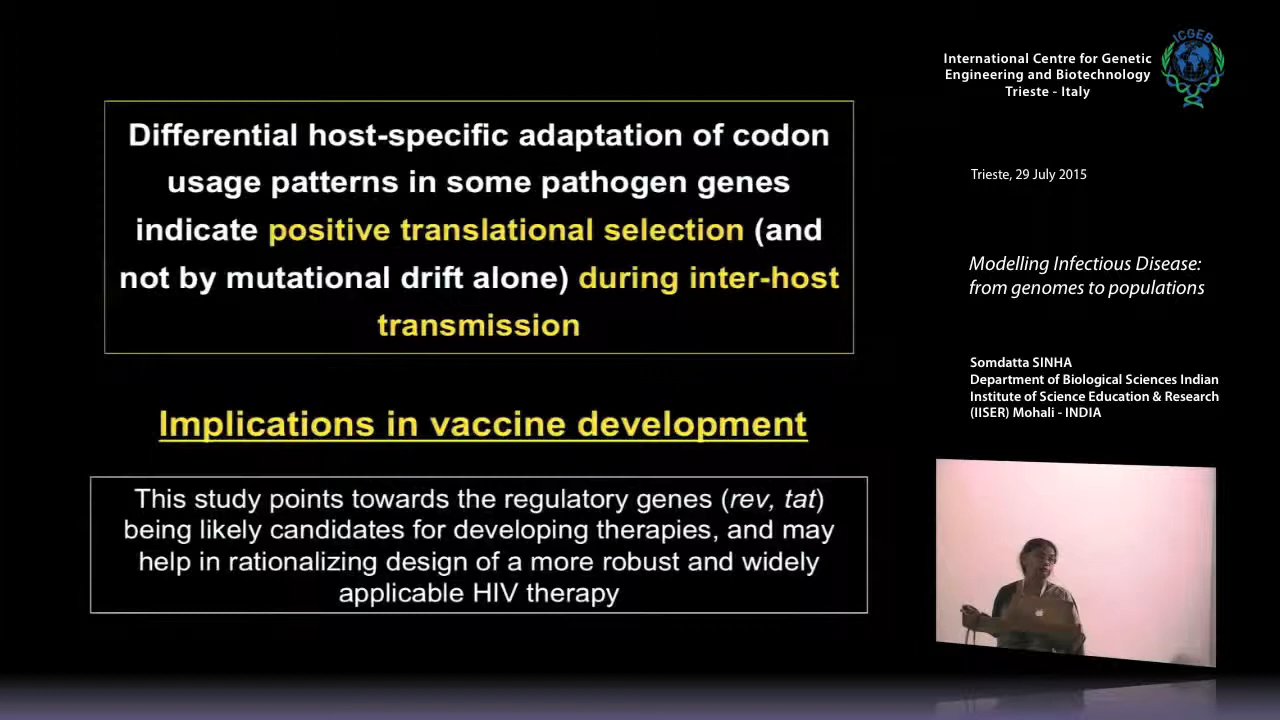 Differential host-specific adaptation of codon
usage patterns in some pathogen genes
indicate positive translational selection (and
not by mutational drift alone) during inter-host
transmission
Implications in vaccine development
This study points towards the regulatory genes (rev, tat)
being likely candidates for developing therapies, and may
help in rationalizing design of a more robust and widely
applicable HIV therapy
International Centre for Genetic
Engineering and Biotechnology
Trieste - Italy
ICGEB
Trieste, 29 July 2015
Modelling Infectious Disease:
from genomes to populations
Somdatta SINHA
Department of Biological Sciences Indian
Institute of Science Education & Research
(IISER) Mohali - INDIA